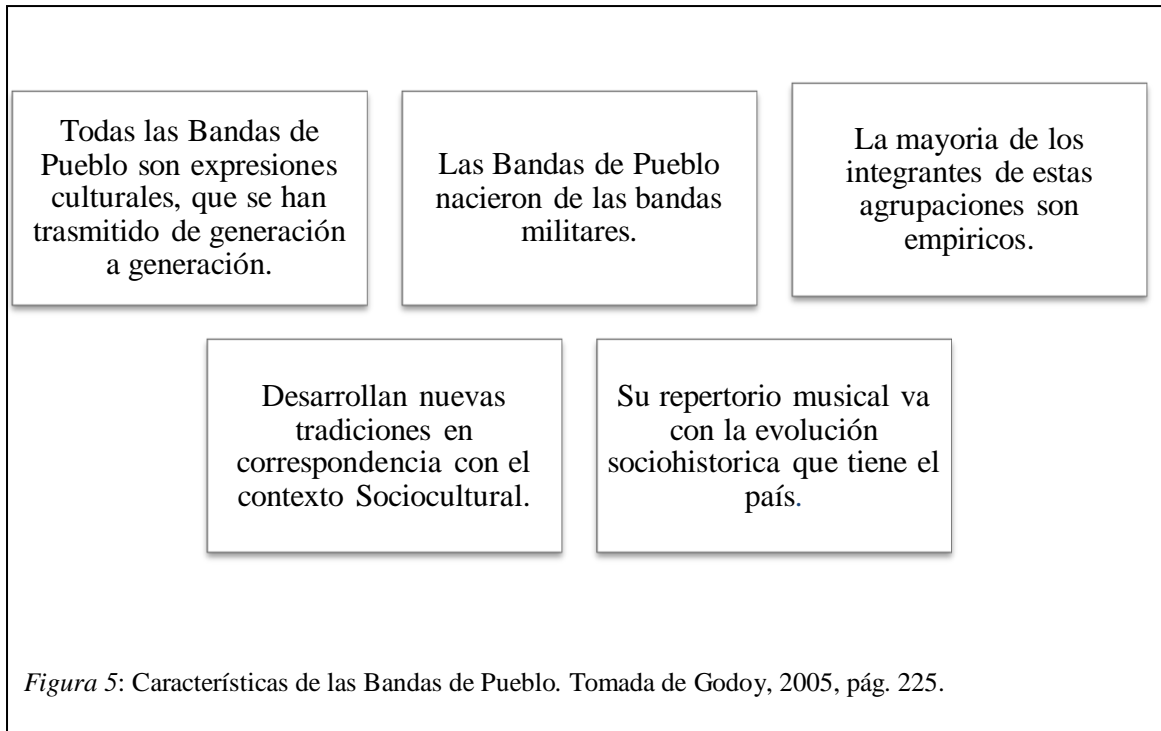 Todas las Bandas de
Pueblo son expresiones
culturales, que se han
trasmitido de generación
a generación.
Las Bandas de Pueblo
nacieron de las bandas
militares.
La mayoria de los
integrantes de estas
agrupaciones son
empiricos.
Desarrollan nuevas
tradiciones en
correspondencia con el
contexto Sociocultural.
Su repertorio musical va
con la evolución
sociohistorica que tiene el
país.
Figura 5: Características de las Bandas de Pueblo. Tomada de Godoy, 2005, pág. 225.